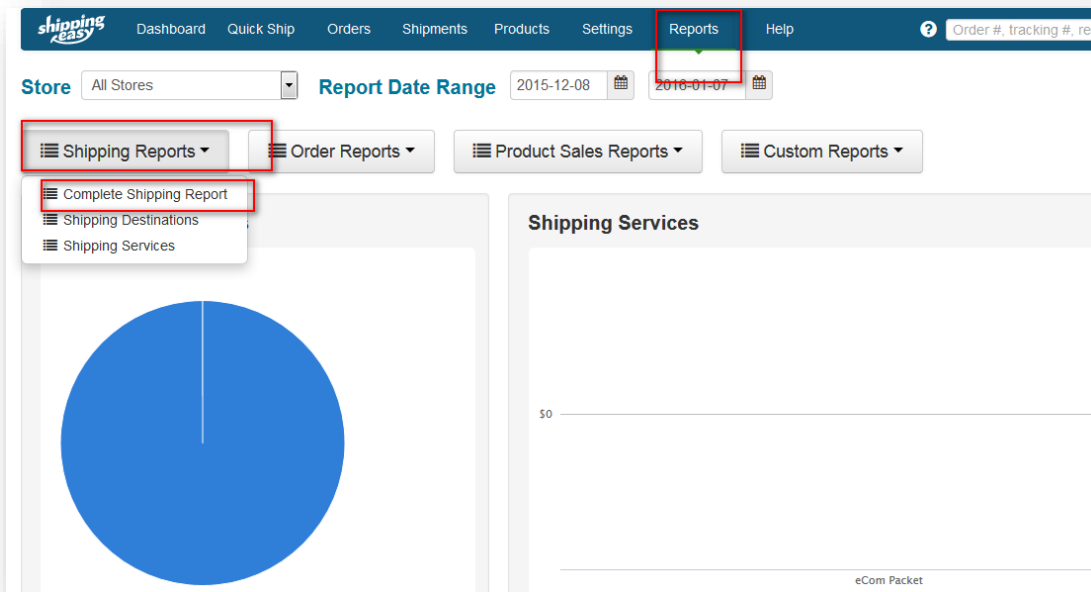 shipping easy Dashboard Quick Ship Orders Shipments Products Settings Reports Help ? Order #, tracking #,
Store All Stores Report Date Range 2015-12-08 2016-01-07
Shipping Reports Order Reports Product Sales Reports Custom Reports
Complete Shipping Report
Shipping Destinations
Shipping Services
Shipping Services
$0
eCom Packet